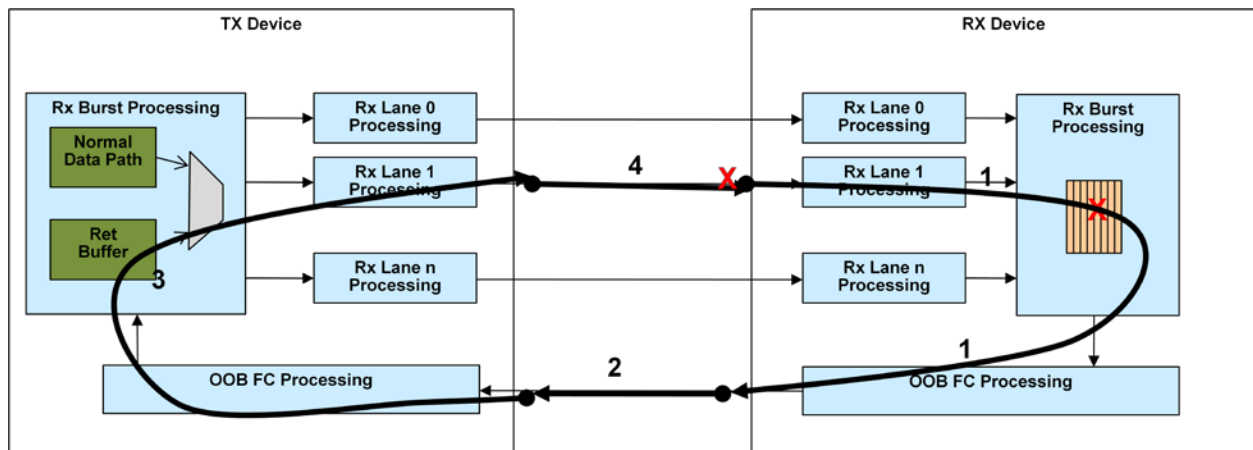 TX Device
RX Device
Rx Burst Processing
Normal
Data Path
Ret
Buffer
3
Rx Lane 0
Processing
Rx Lane 1
Processing
Rx Lane n
Processing
OOB FC Processing
4
X
2
Rx Lane 0
Processing
Rx Lane 1
Processing
Rx Lane n
Processing
1
Rx Burst
Processing
X
1
OOB FC Processing